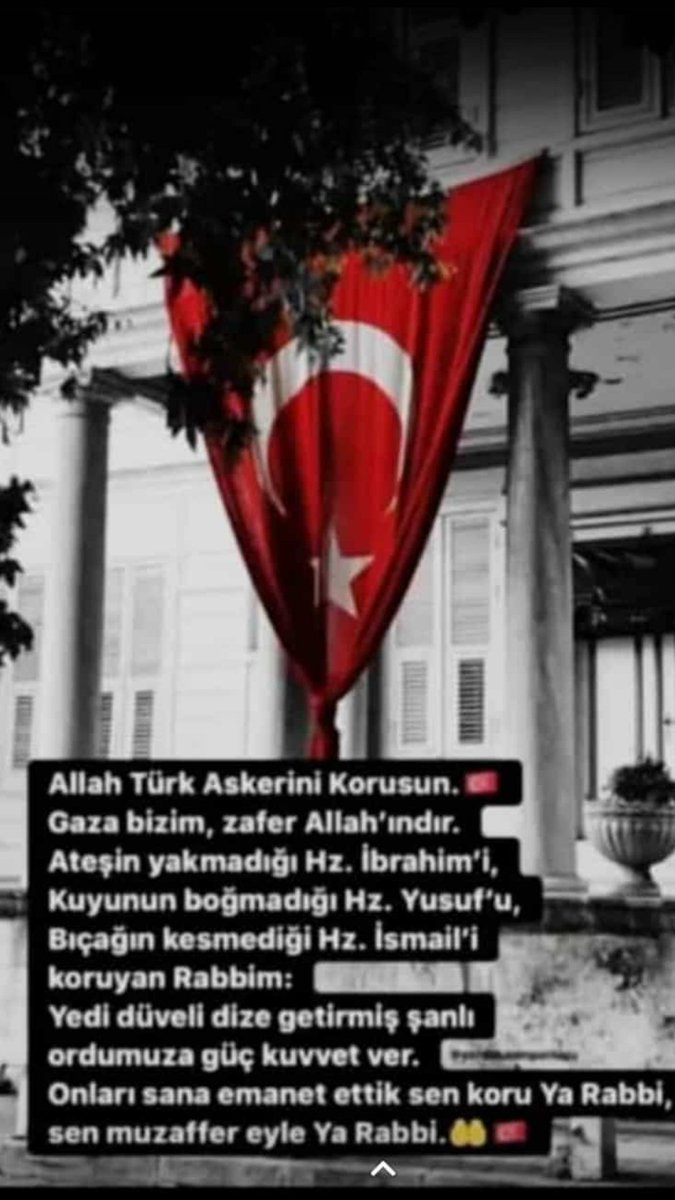 Allah Türk Askerini Korusun.🇹🇷
Gaza bizim, zafer Allah'ındır.
Ateşin yakmadığı Hz. İbrahim'i,
Kuyunun boğmadığı Hz. Yusuf'u,
Bıçağın kesmediği Hz. İsmail'i
koruyan Rabbim:
Yedi düveli dize getirmiş şanlı
ordumuza güç kuvvet ver.
Onları sana emanet ettik sen koru Ya Rabbi,
sen muzaffer eyle Ya Rabbi.🤲🇹🇷